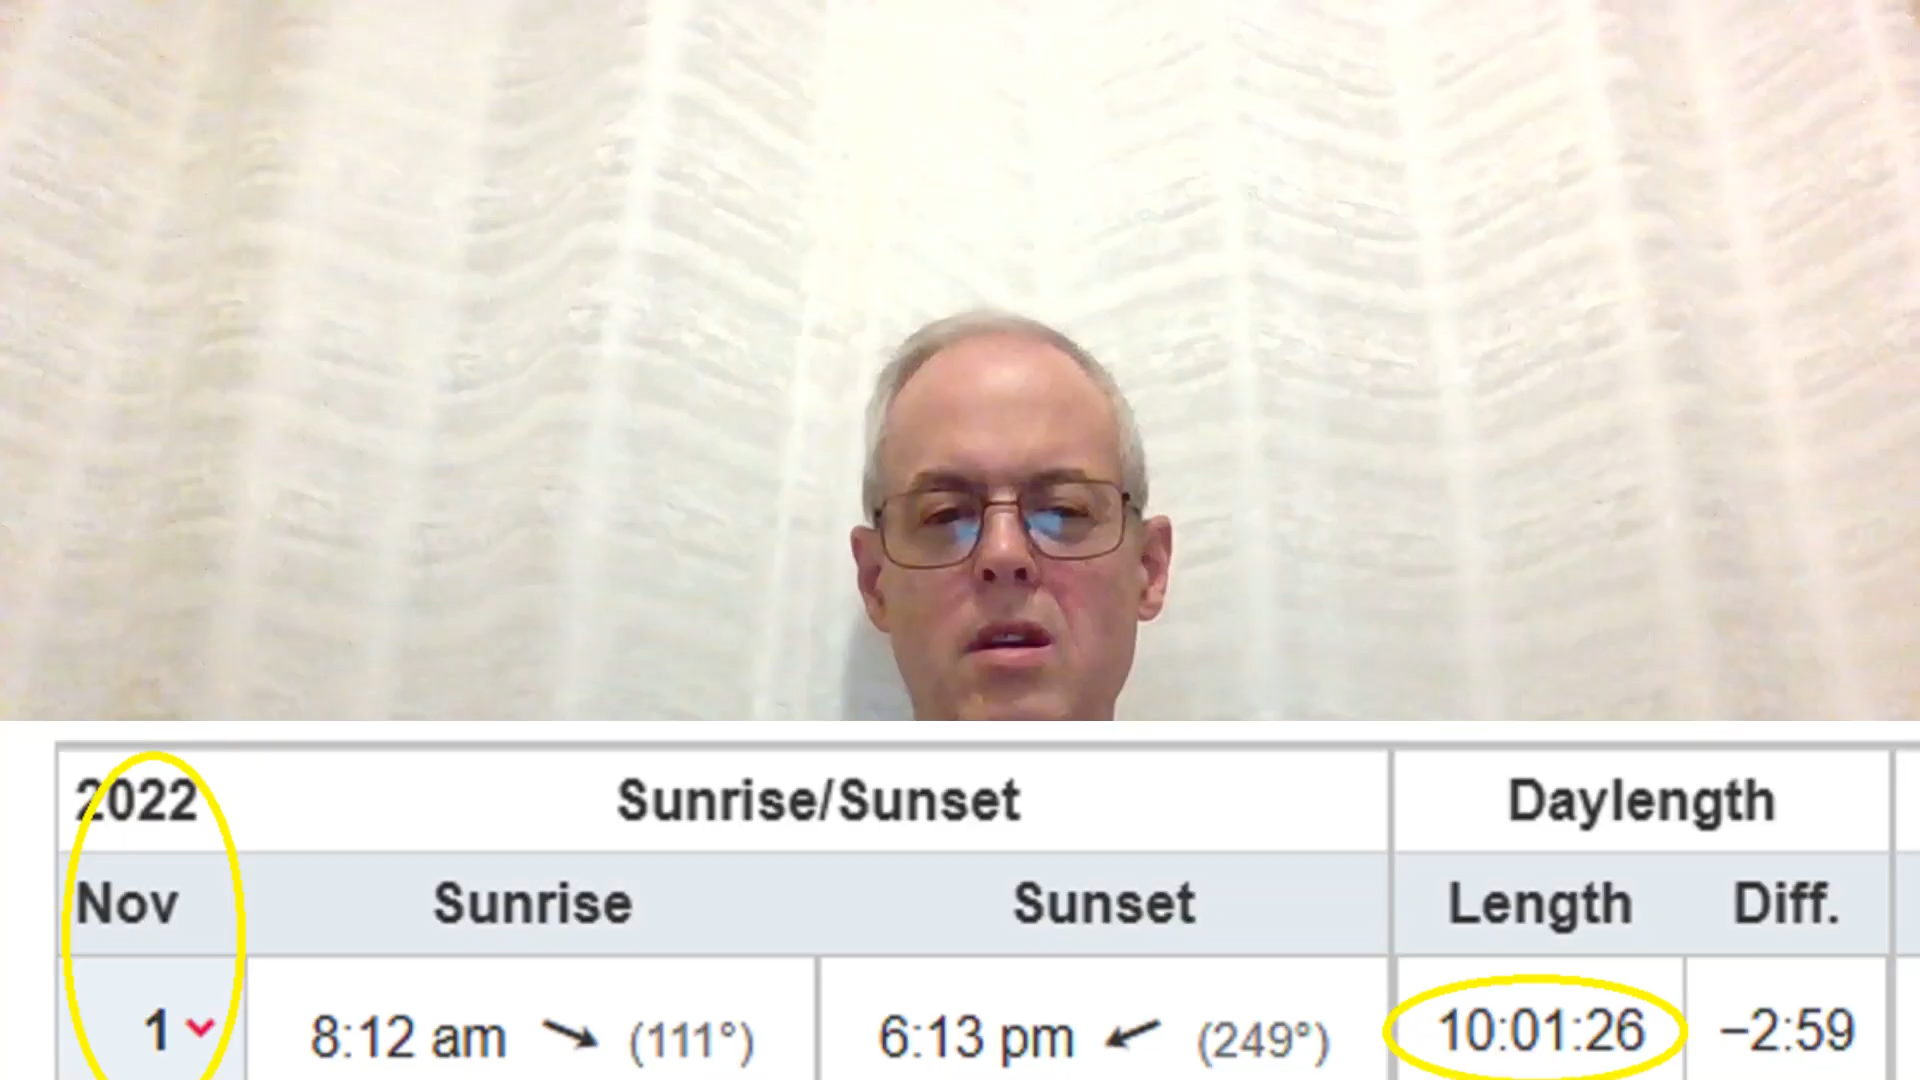 2022 Sunrise/Sunset Daylength
Nov Sunrise Sunset Length Diff.
1 8:12 am (111°) 6:13 pm (249°) 10:01:26 −2:59